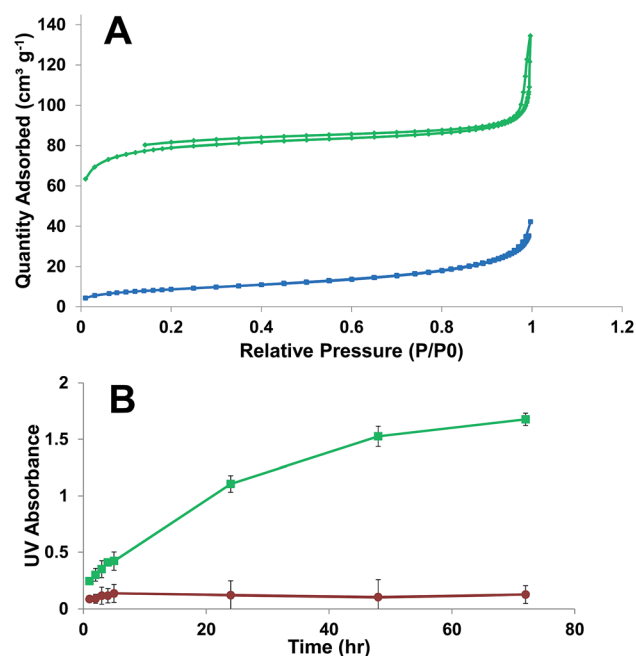 A
Quantity Adsorbed (cm³ g⁻¹)
140
120
100
80
60
40
20
0
0 0.2 0.4 0.6 0.8 1 1.2
Relative Pressure (P/P0)
B
UV Absorbance
2
1.5
1
0.5
0
0 20 40 60 80
Time (hr)